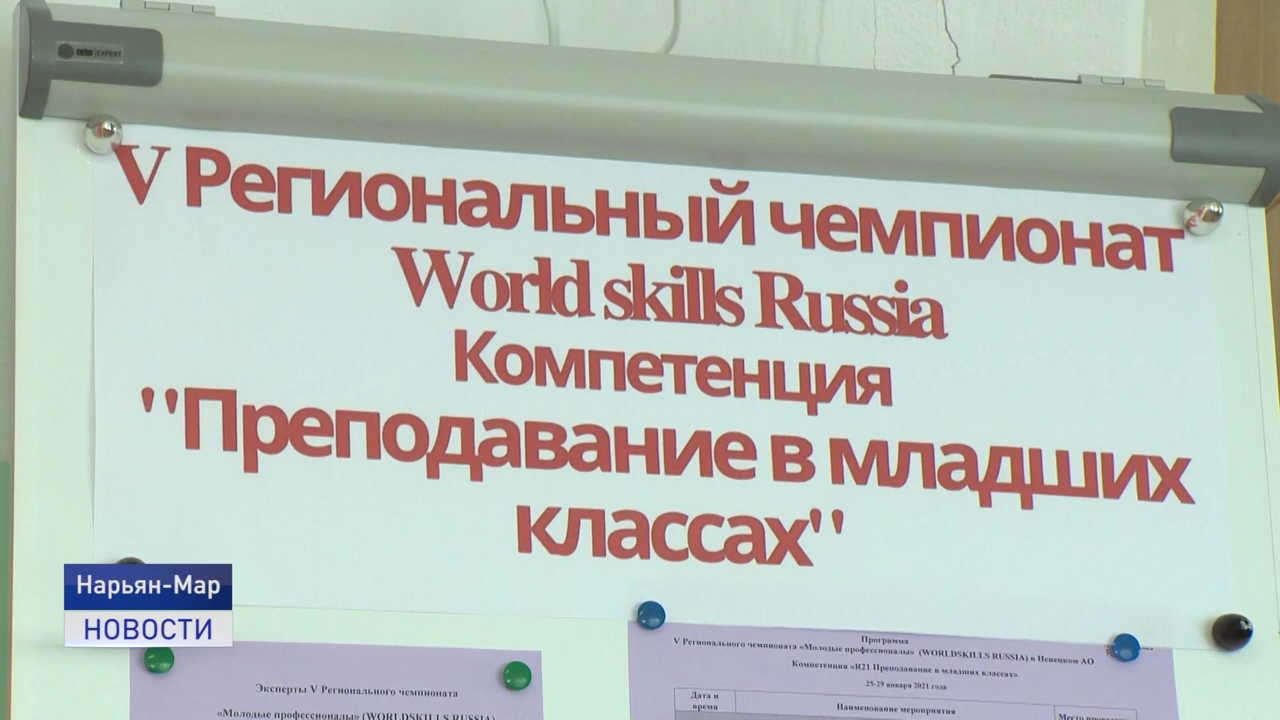 EXPERT
V Региональный чемпионат
World skills Russia
Компетенция
"Преподавание в младших
классах"
Нарьян-Мар
НОВОСТИ
Эксперты V Регионального чемпионата
«Молодые профессионалы» (WORLDSKILLS RUSSIA)
Программа
V Регионального чемпионата «Молодые профессионалы» (WORLDSKILLS RUSSIA) в Ненецком АО
Компетенция «R21 Преподавание в младших классах»
25-29 января 2021 года
Дата и
время
Наименование мероприятия
Место